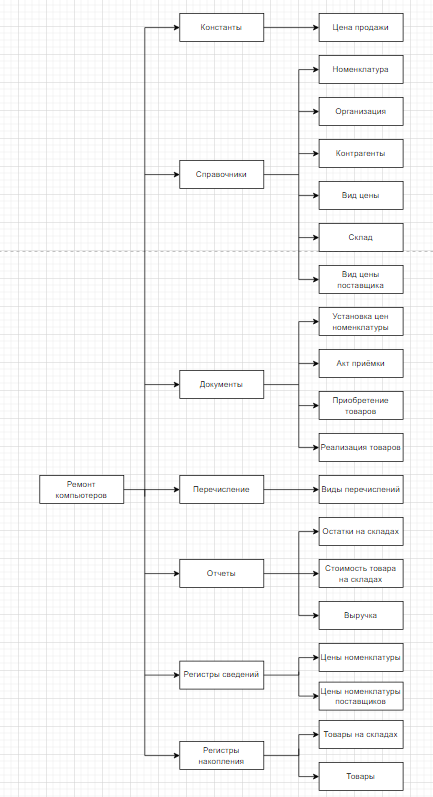 Константы
Цена продажи
Номенклатура
Организация
Контрагенты
Справочники
Вид цены
Склад
Вид цены
поставщика
Установка цен
номенклатуры
Акт приёмки
Документы
Приобретение
товаров
Реализация товаров
Ремонт
компьютеров
Перечисление
Виды перечислений
Остатки на складах
Отчеты
Стоимость товара
на складах
Выручка
Цены номенклатуры
Регистры сведений
Цены номенклатуры
поставщиков
Товары на складах
Регистры
накопления
Товары